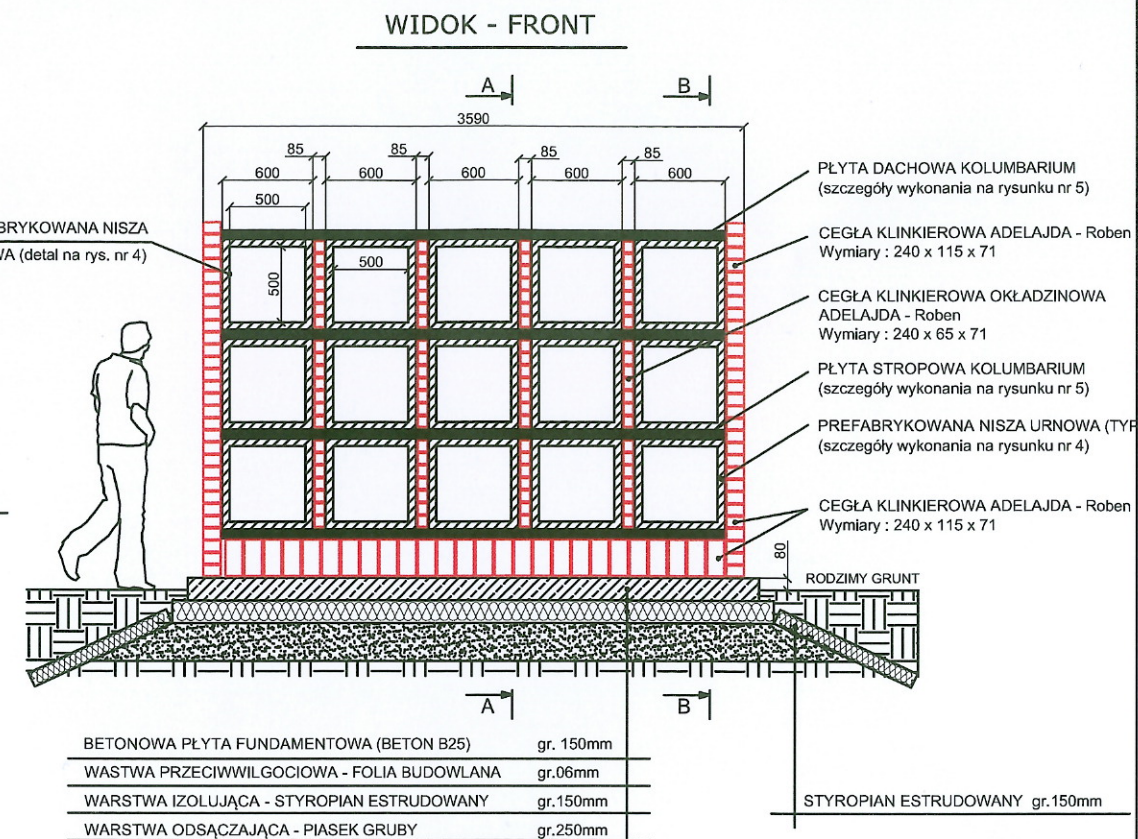 WIDOK - FRONT
A
B
3590
85
85
85
85
600
600
600
600
600
500
500
500
BRYKOWANA NISZA
WA (detal na rys. nr 4)
PŁYTA DACHOWA KOLUMBARIUM
(szczegóły wykonania na rysunku nr 5)
CEGŁA KLINKIEROWA ADELAJDA - Roben
Wymiary : 240 x 115 x 71
CEGŁA KLINKIEROWA OKŁADZINOWA
ADELAJDA - Roben
Wymiary : 240 x 65 x 71
PŁYTA STROPOWA KOLUMBARIUM
(szczegóły wykonania na rysunku nr 5)
PREFABRYKOWANA NISZA URNOWA (TYP
(szczegóły wykonania na rysunku nr 4)
CEGŁA KLINKIEROWA ADELAJDA - Roben
Wymiary : 240 x 115 x 71
80
RODZIMY GRUNT
A
B
BETONOWA PŁYTA FUNDAMENTOWA (BETON B25) gr. 150mm
WASTWA PRZECIWWILGOCIOWA - FOLIA BUDOWLANA gr.06mm
WARSTWA IZOLUJĄCA - STYROPIAN ESTRUDOWANY gr.150mm
WARSTWA ODSĄCZAJĄCA - PIASEK GRUBY gr.250mm
STYROPIAN ESTRUDOWANY gr.150mm